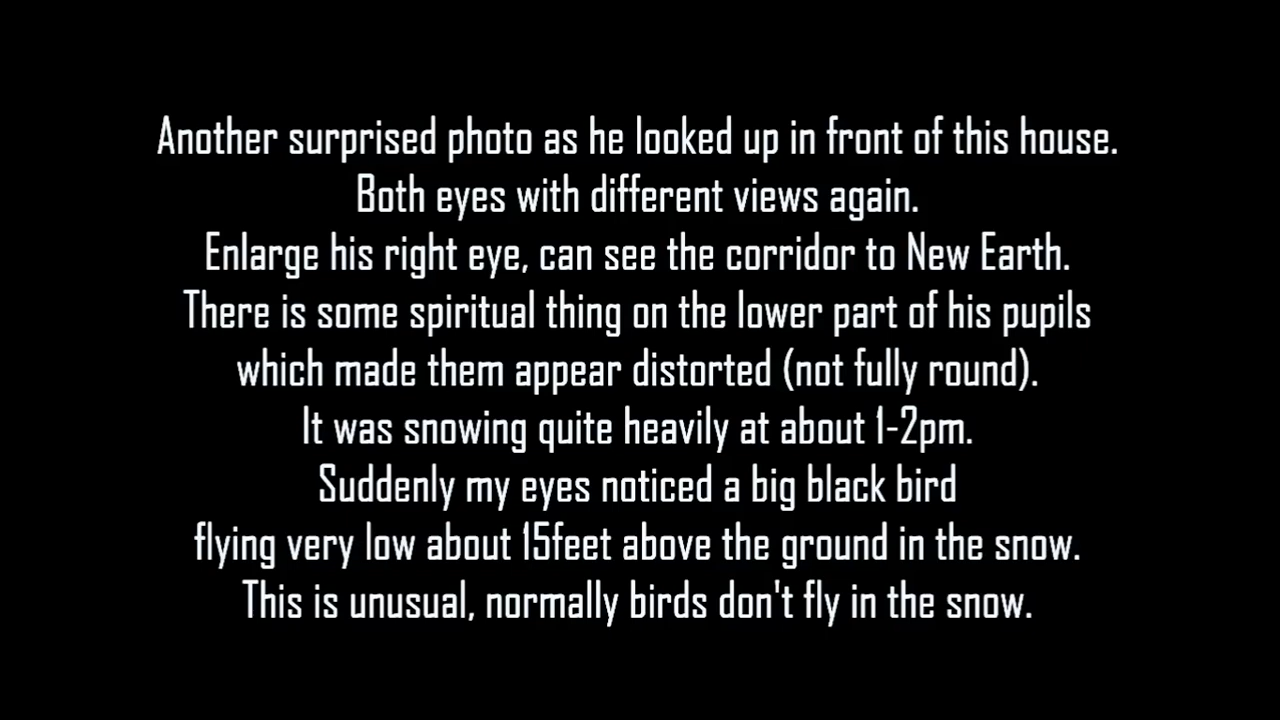 Another surprised photo as he looked up in front of this house.
Both eyes with different views again.
Enlarge his right eye, can see the corridor to New Earth.
There is some spiritual thing on the lower part of his pupils
which made them appear distorted (not fully round).
It was snowing quite heavily at about 1-2pm.
Suddenly my eyes noticed a big black bird
flying very low about 15feet above the ground in the snow.
This is unusual, normally birds don't fly in the snow.